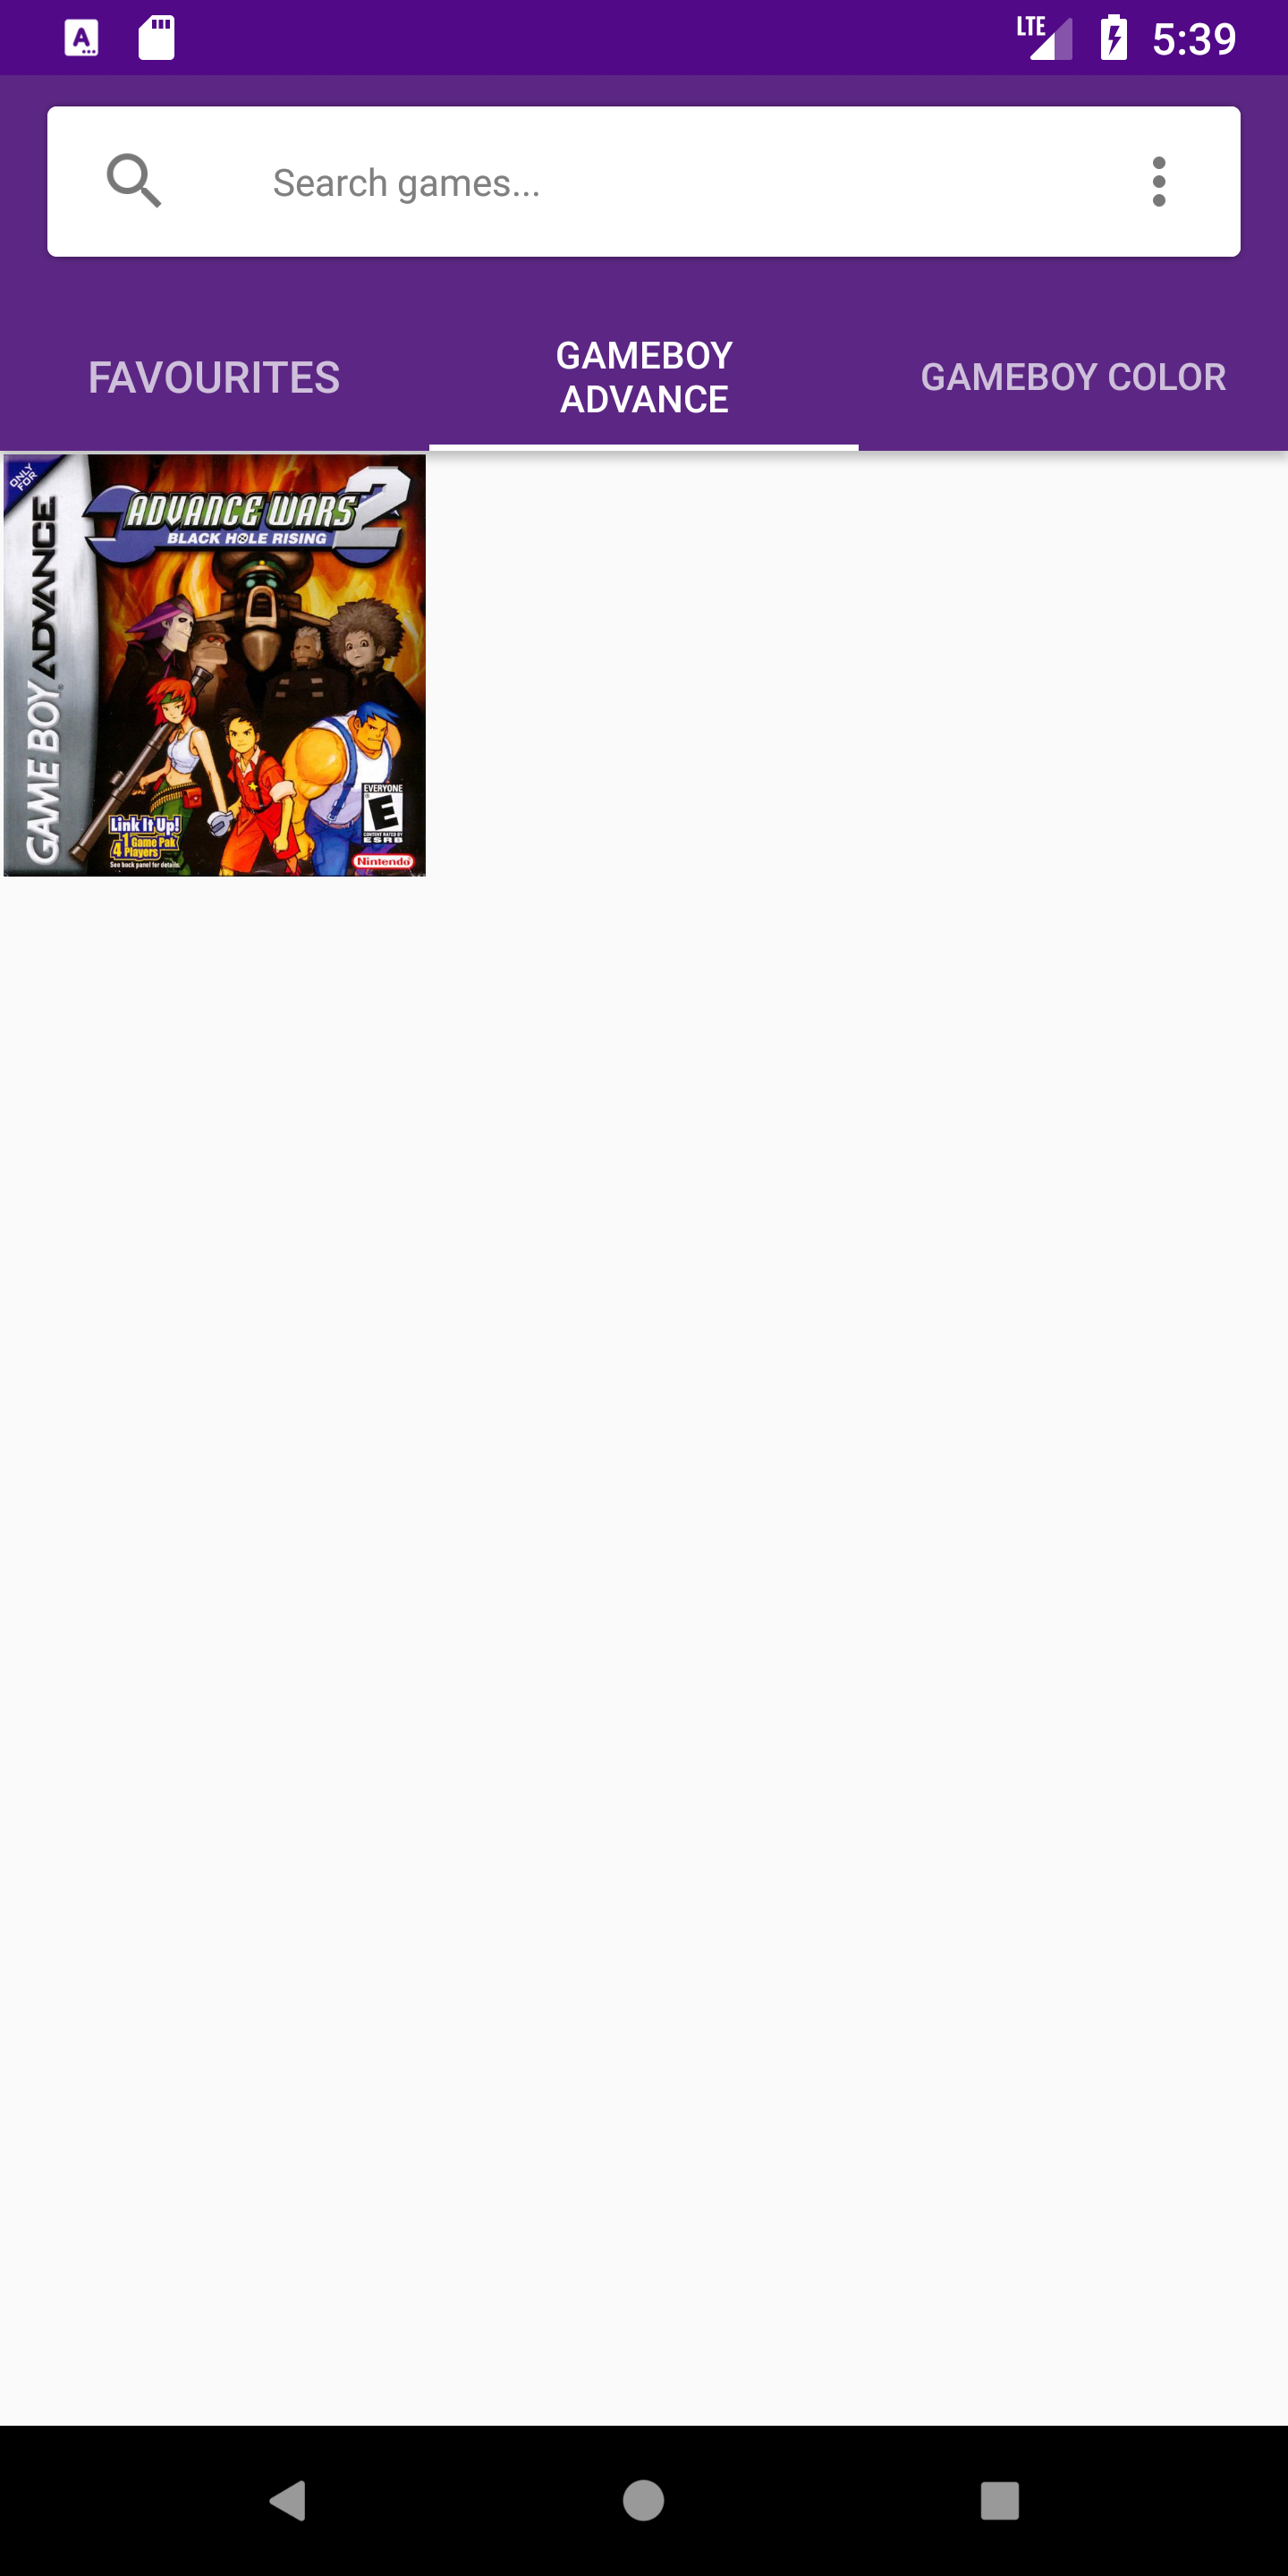 A
LTE
5:39
Search games...
FAVOURITES
GAMEBOY
ADVANCE
GAMEBOY COLOR
ONLY
FOR
GAME BOY ADVANCE
ADVANCE WARS 2
BLACK HOLE RISING
EVERYONE
E
CONTENT RATED BY
ESRB
Link It Up!
1 Game Pak
4 Players
See back panel for details.
Nintendo